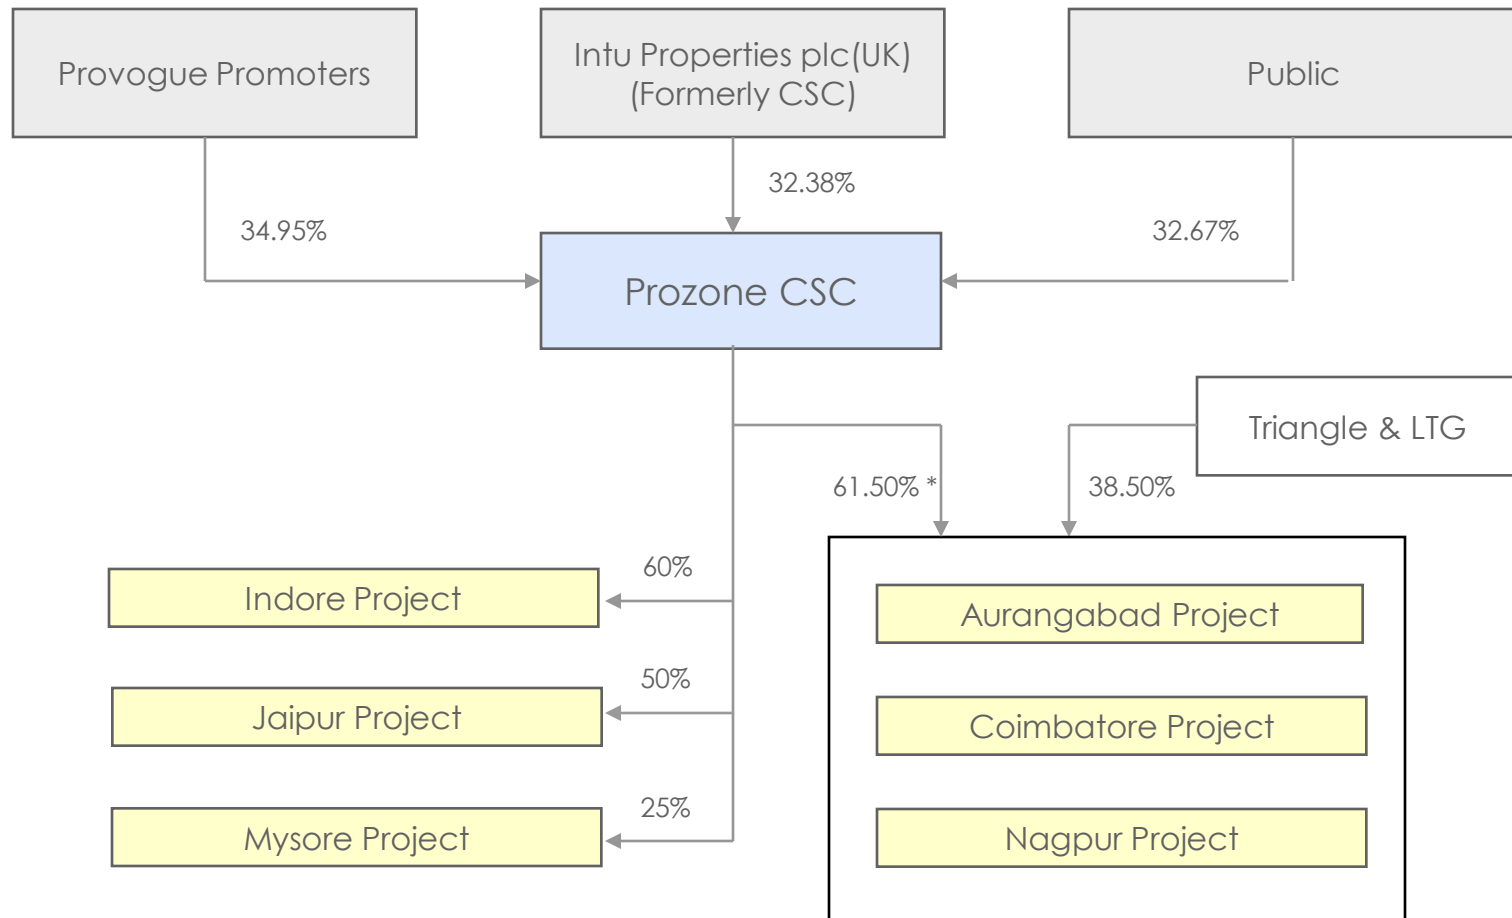 Provogue Promoters
Intu Properties plc(UK)
(Formerly CSC)
Public
32.38%
34.95%
32.67%
Prozone CSC
Triangle & LTG
61.50% *
38.50%
60%
Indore Project
Aurangabad Project
50%
Jaipur Project
Coimbatore Project
25%
Mysore Project
Nagpur Project